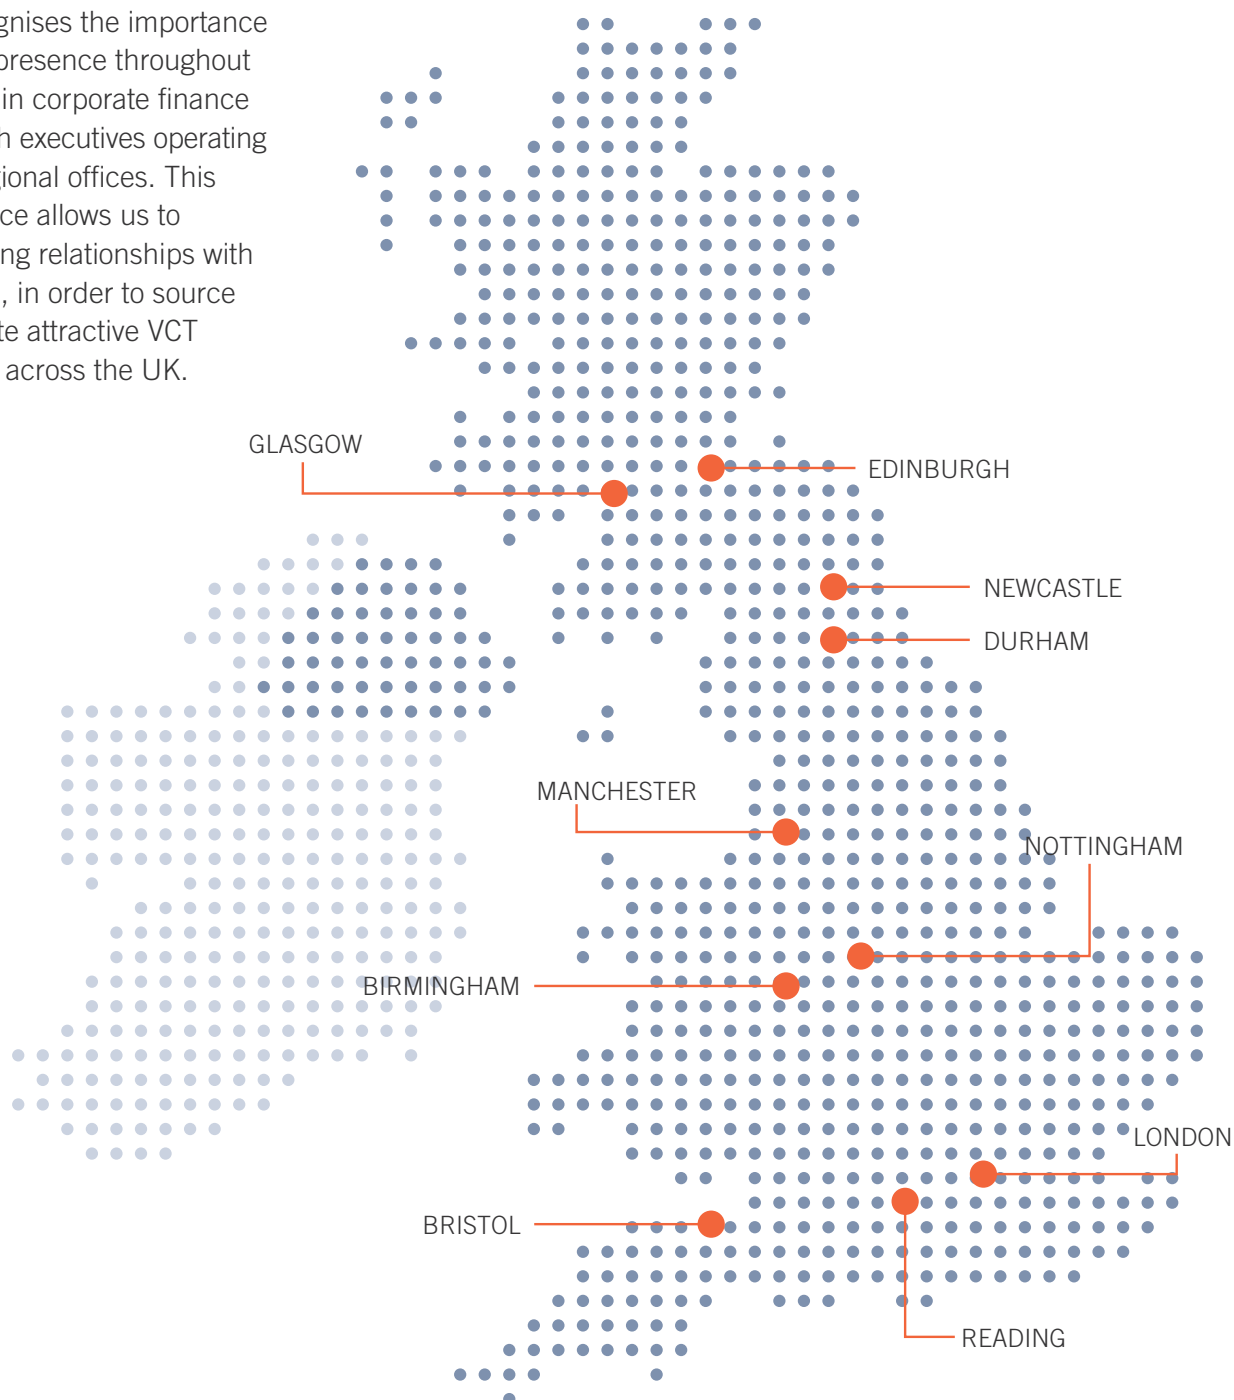 gnises the importance
presence throughout
in corporate finance
h executives operating
gional offices. This
ce allows us to
ng relationships with
, in order to source
te attractive VCT
across the UK.
GLASGOW
EDINBURGH
NEWCASTLE
DURHAM
MANCHESTER
NOTTINGHAM
BIRMINGHAM
LONDON
BRISTOL
READING